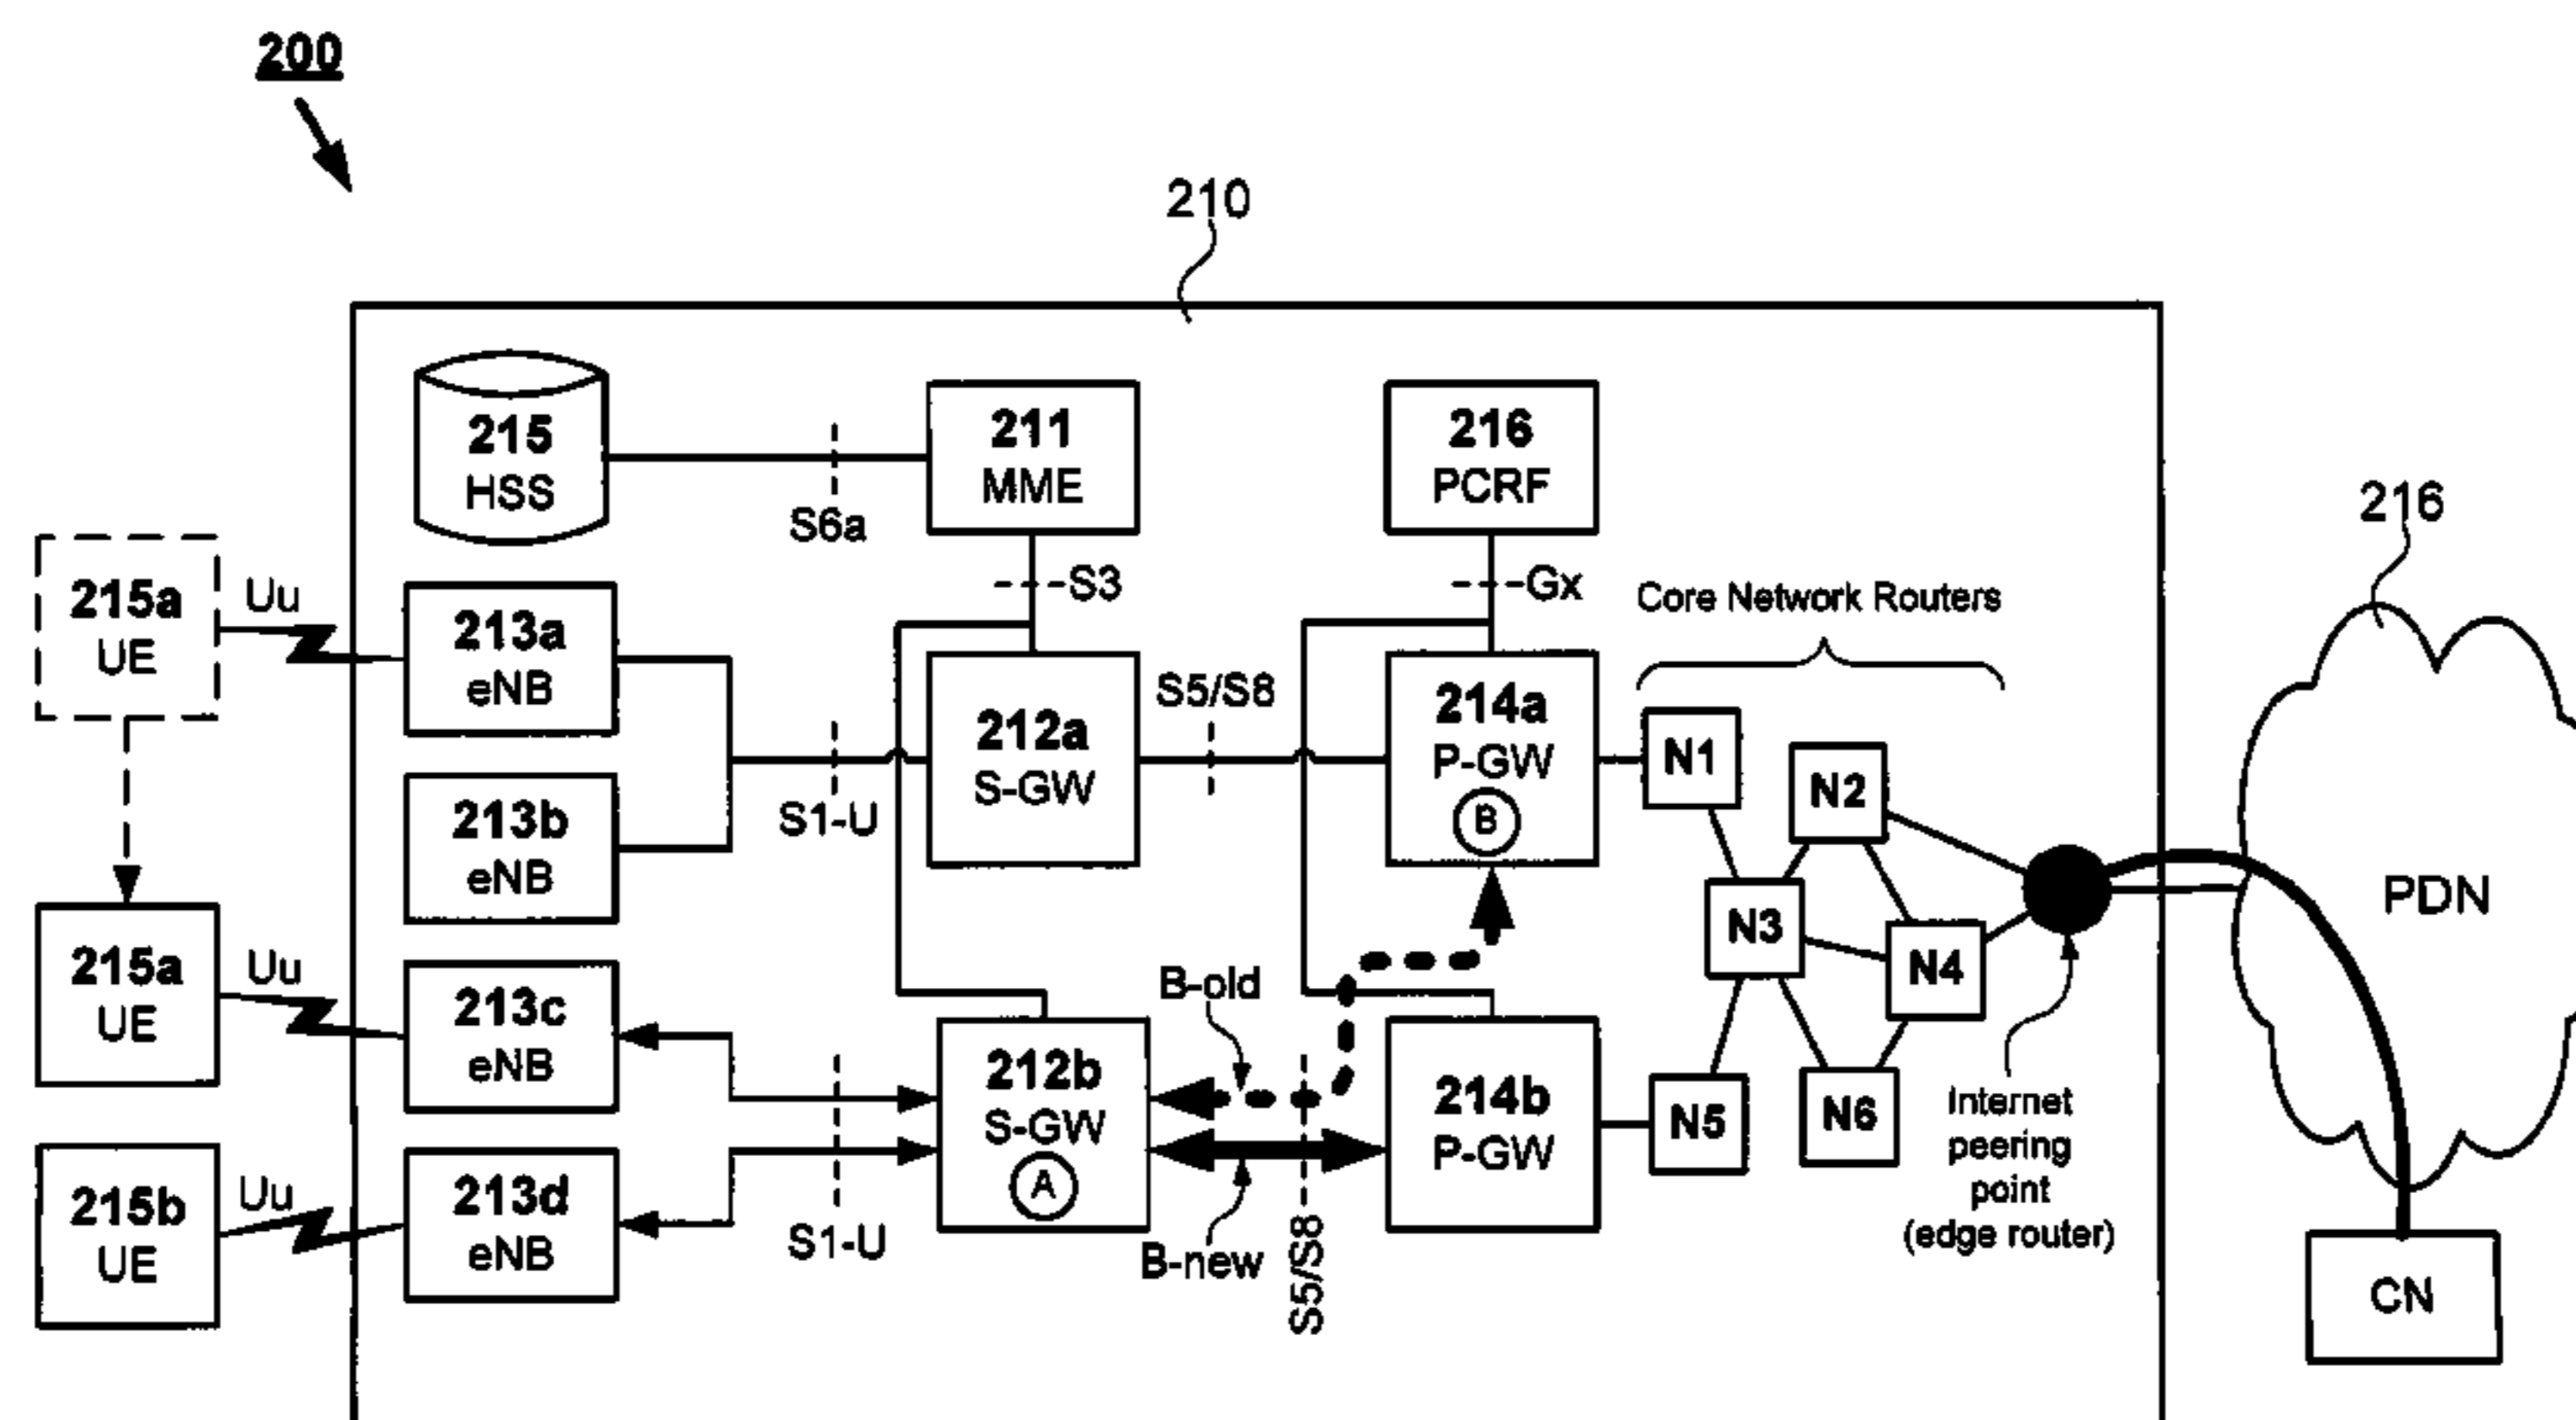 200
210
215
HSS
S6a
211
MME
216
PCRF
216
215a
UE
Uu
213a
eNB
S3
Gx
Core Network Routers
S5/S8
212a
S-GW
214a
P-GW
B
N1
N2
213b
eNB
S1-U
N3
N4
PDN
215a
UE
Uu
213c
eNB
B-old
212b
S-GW
A
214b
P-GW
N5
N6
Internet
peering
point
(edge router)
215b
UE
Uu
213d
eNB
S1-U
B-new
S5/S8
CN